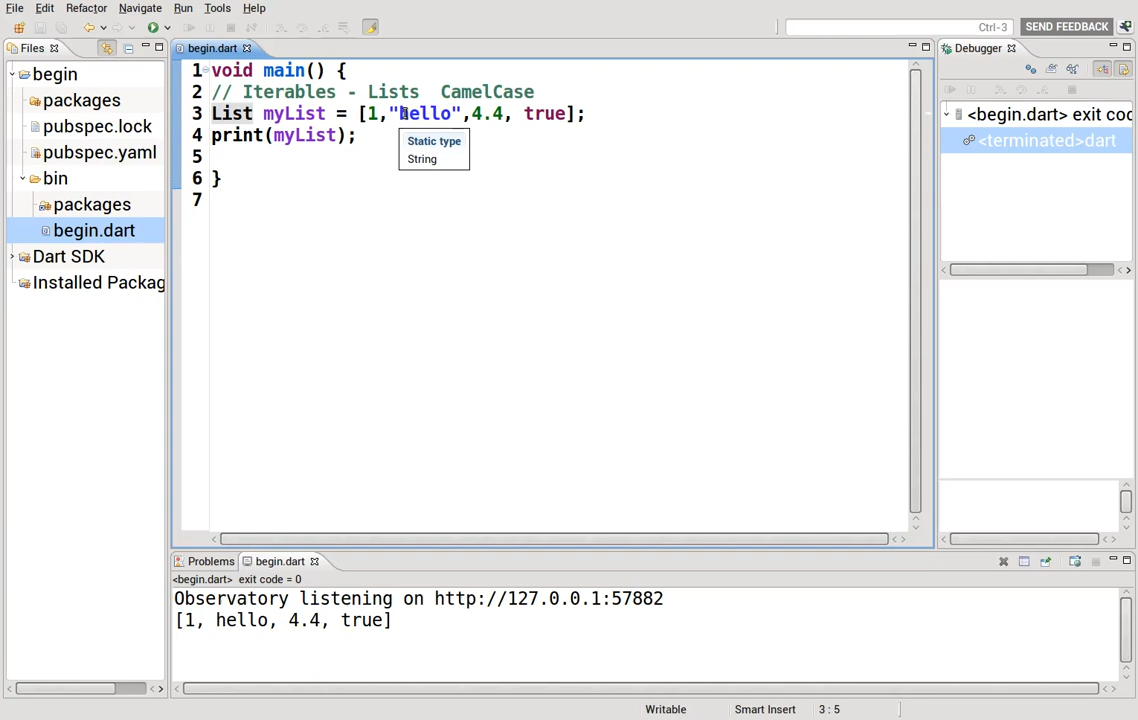 File Edit Refactor Navigate Run Tools Help
Ctrl-3 SEND FEEDBACK
Files
begin
packages
pubspec.lock
pubspec.yaml
bin
packages
begin.dart
Dart SDK
Installed Packag
begin.dart
1 void main() {
2 // Iterables - Lists CamelCase
3 List myList = [1,"hello",4.4, true];
4 print(myList);
5
6 }
7
Static type
String
Debugger
<begin.dart> exit coc
<terminated>dart
Problems begin.dart
<begin.dart> exit code = 0
Observatory listening on http://127.0.0.1:57882
[1, hello, 4.4, true]
Writable Smart Insert 3 : 5